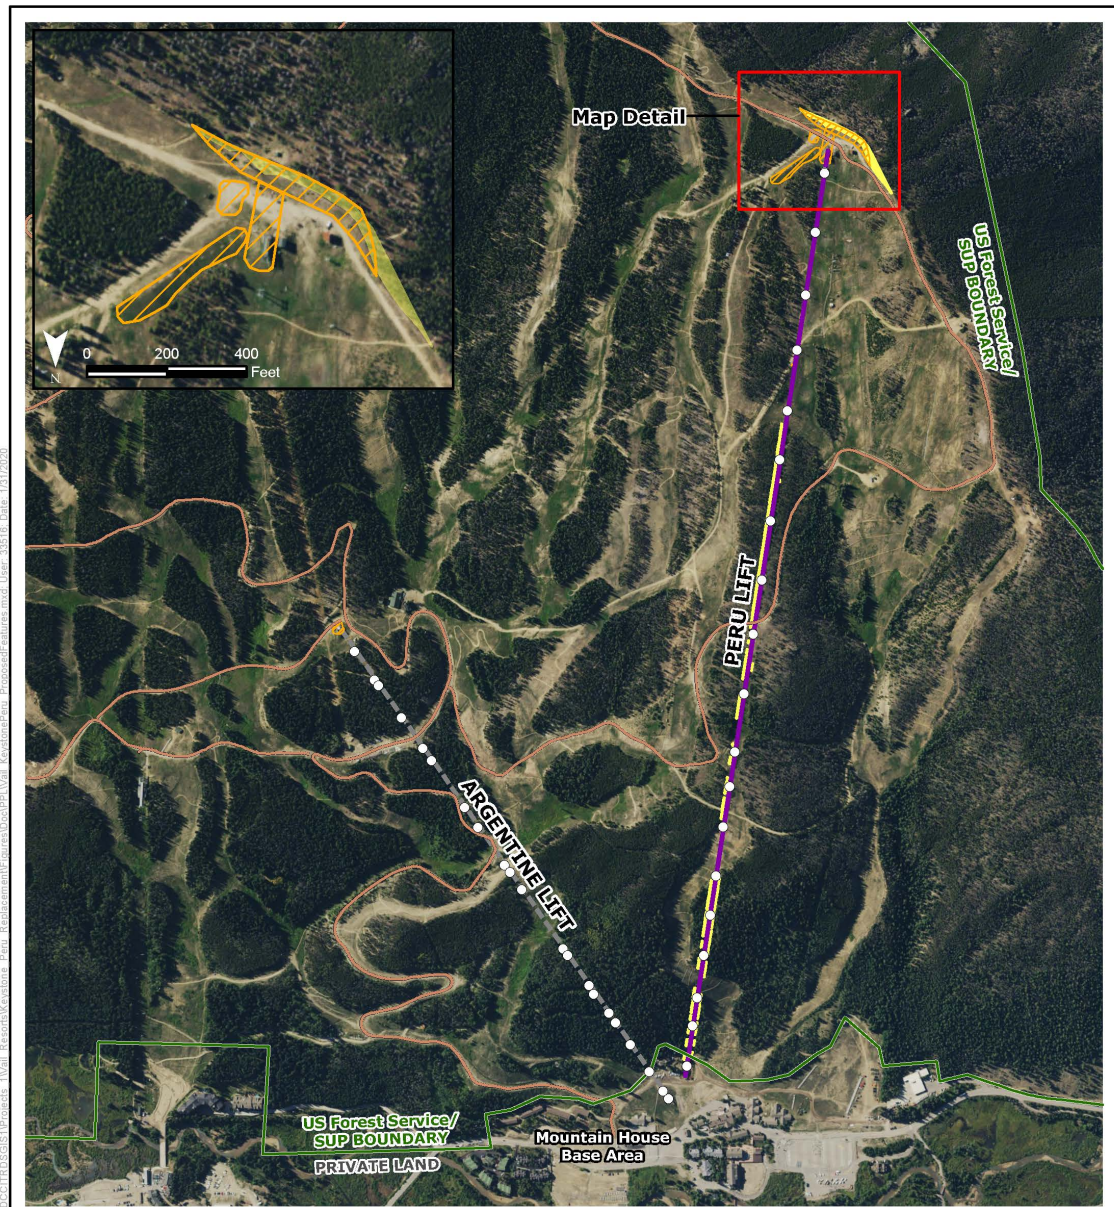 Map Detail
US Forest Service/
SUP BOUNDARY
0 200 400
Feet
N
PERU LIFT
ARGENTINE LIFT
US Forest Service/
SUP BOUNDARY
PRIVATE LAND
Mountain House
Base Area